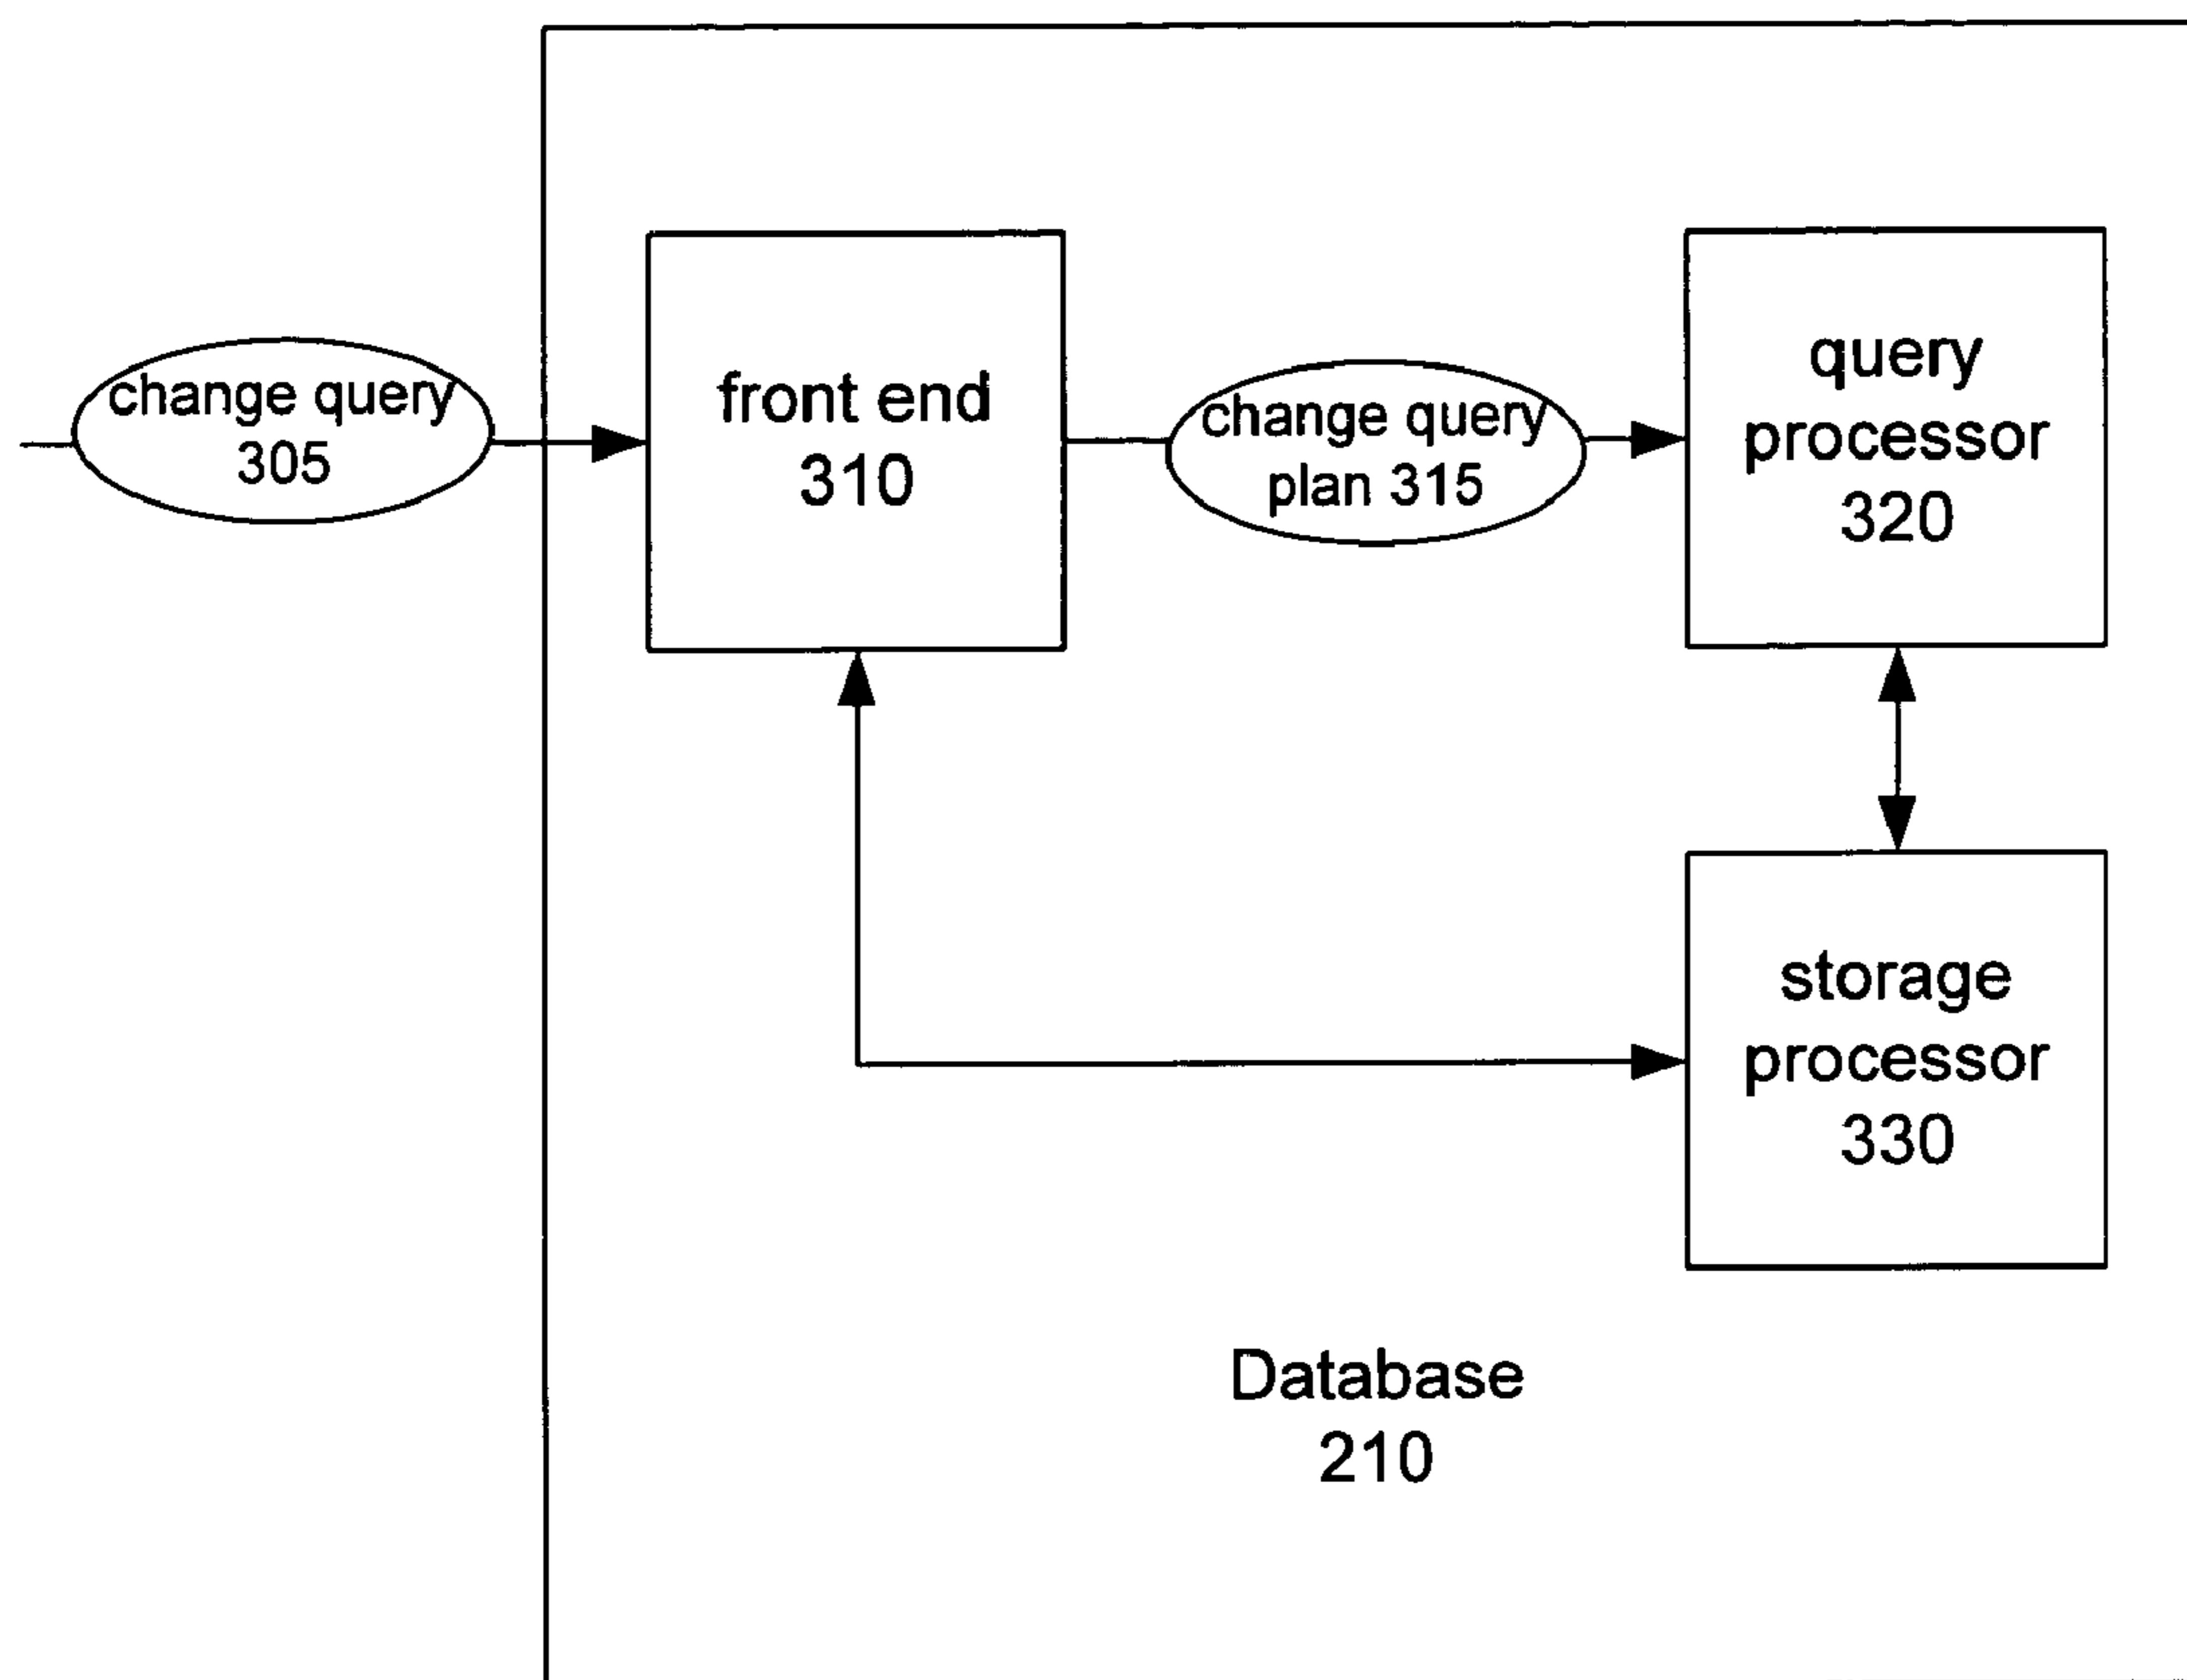 change query
305
front end
310
change query
plan 315
query
processor
320
storage
processor
330
Database
210